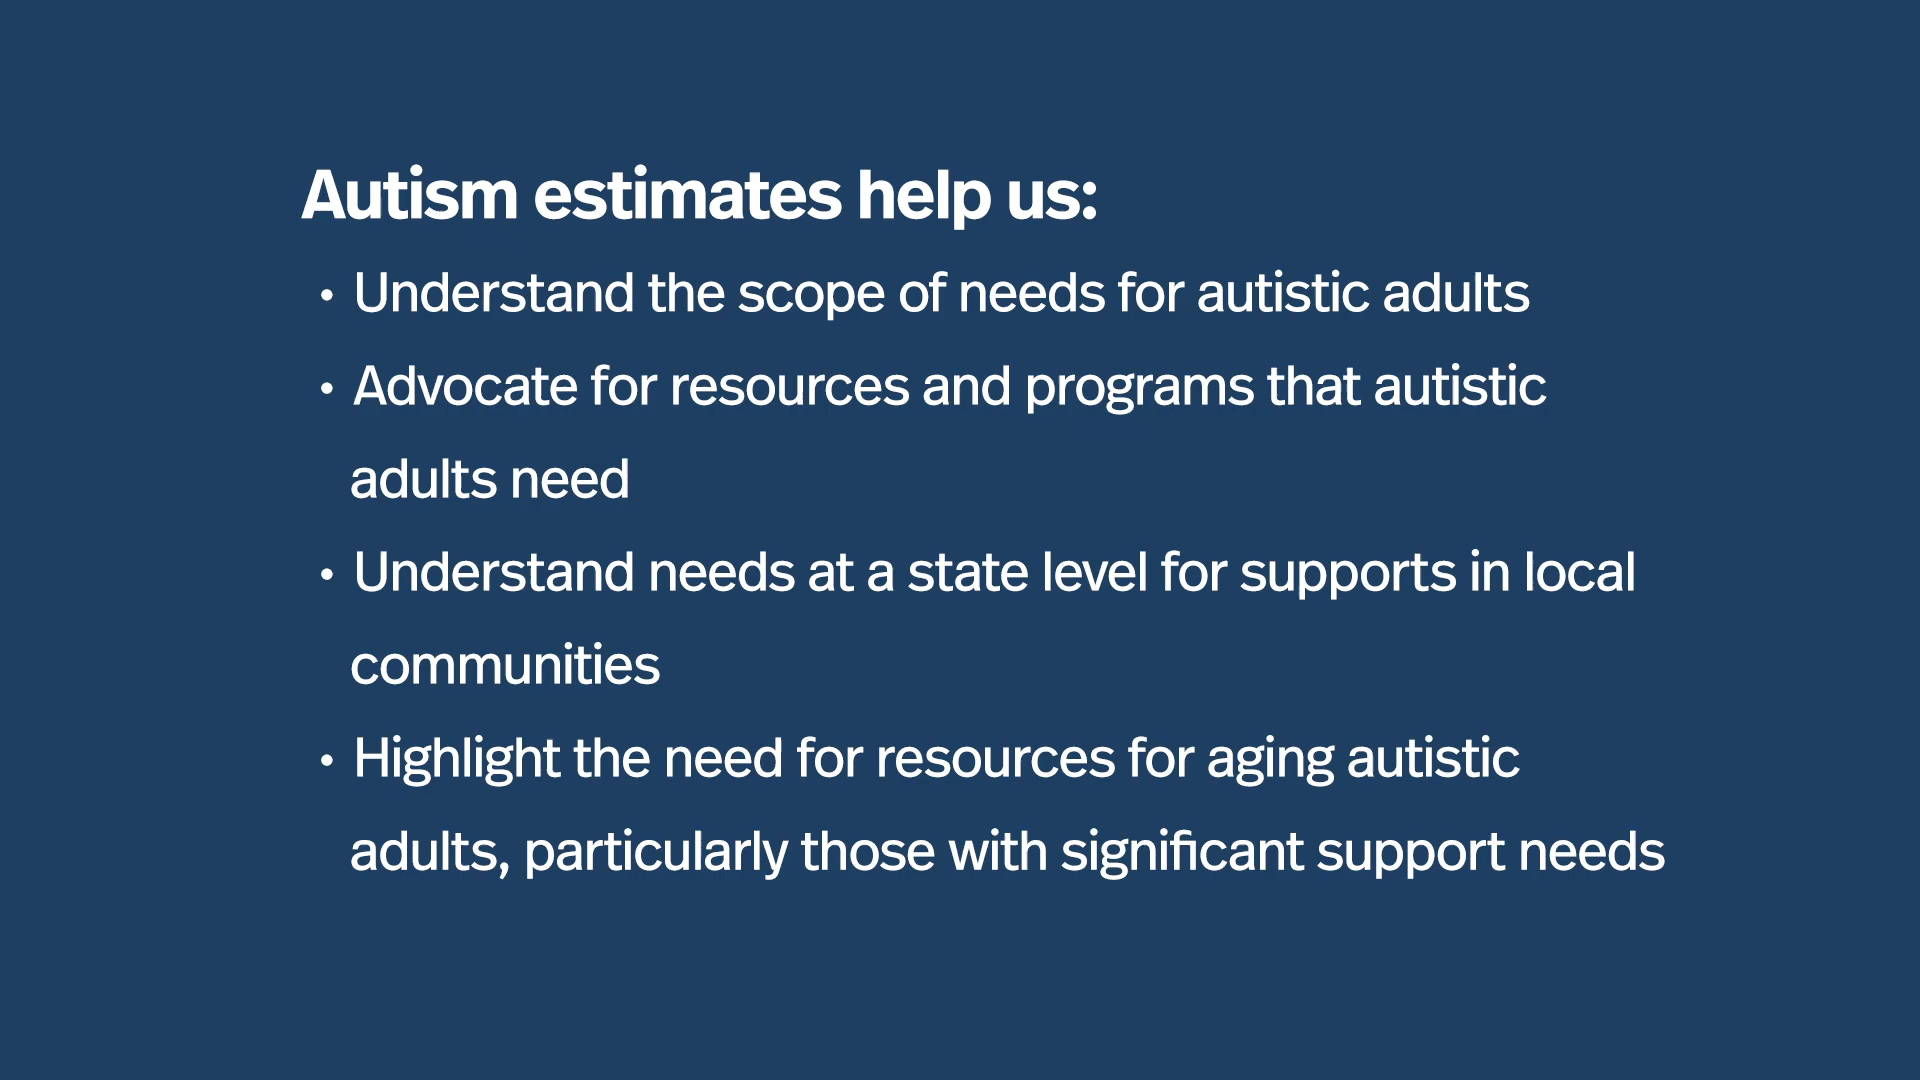 Autism estimates help us:
• Understand the scope of needs for autistic adults
• Advocate for resources and programs that autistic
adults need
• Understand needs at a state level for supports in local
communities
• Highlight the need for resources for aging autistic
adults, particularly those with significant support needs